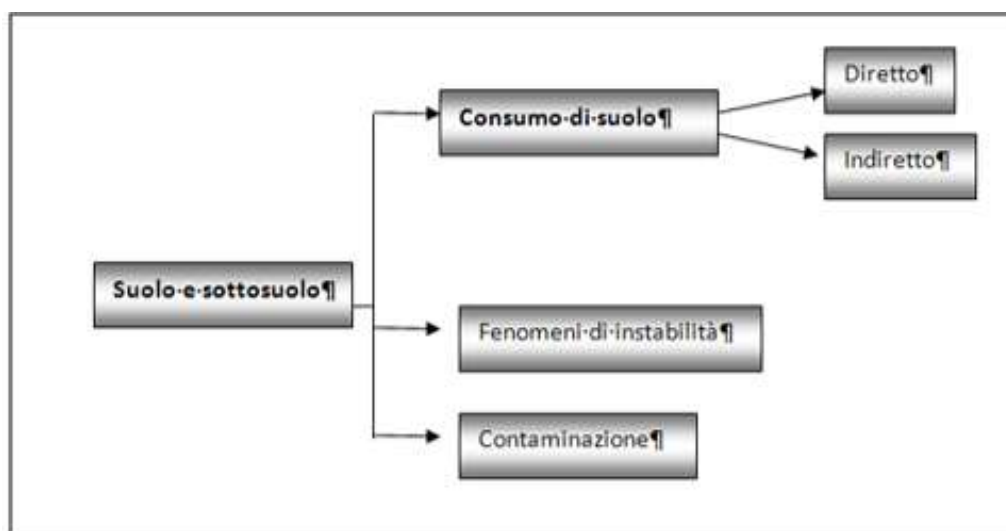 Diretto¶
Consumo·di·suolo¶
Indiretto¶
Suolo·e·sottosuolo¶
Fenomeni·di·instabilità¶
Contaminazione¶